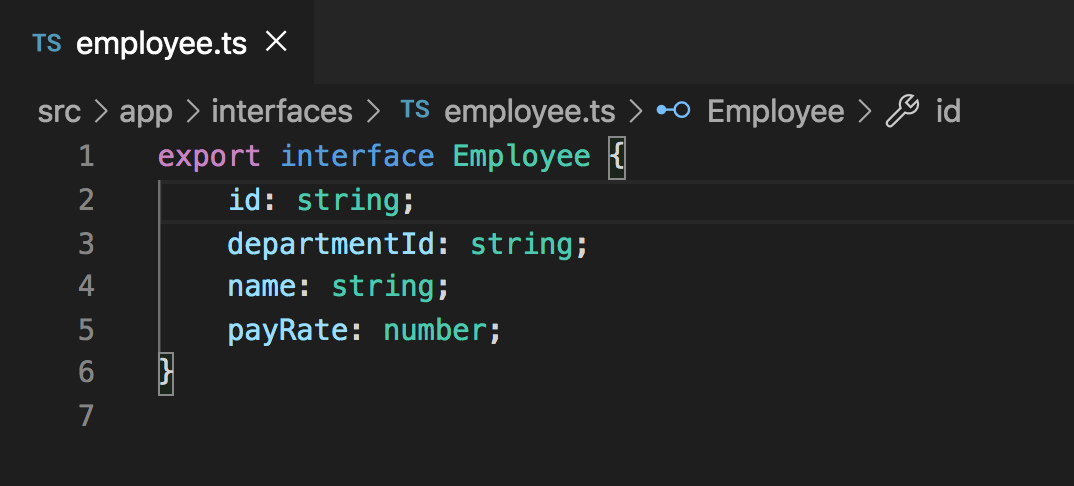 TS employee.ts ×
src > app > interfaces > TS employee.ts > Employee > id
1 export interface Employee {
2     id: string;
3     departmentId: string;
4     name: string;
5     payRate: number;
6 }
7